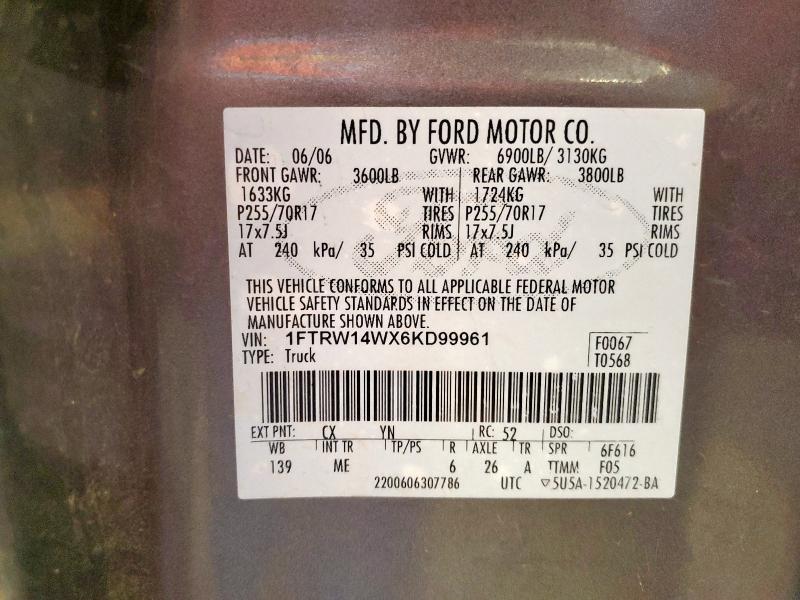 MFD. BY FORD MOTOR CO.
DATE: 06/06 GVWR: 6900LB/ 3130KG
FRONT GAWR: 3600LB REAR GAWR: 3800LB
1633KG WITH 1724KG WITH
P255/70R17 TIRES P255/70R17 TIRES
17x7.5J RIMS 17x7.5J RIMS
AT 240 kPa/ 35 PSI COLD AT 240 kPa/ 35 PSI COLD
THIS VEHICLE CONFORMS TO ALL APPLICABLE FEDERAL MOTOR
VEHICLE SAFETY STANDARDS IN EFFECT ON THE DATE OF
MANUFACTURE SHOWN ABOVE.
VIN: 1FTRW14WX6KD99961 F0067
TYPE: Truck T0568
EXT PNT: CX YN RC: 52 DSO:
WB INT TR TP/PS R AXLE TR SPR 6F616
139 ME 6 26 A TTMM F05
2200606307786 UTC ▽5U5A-1520472-BA